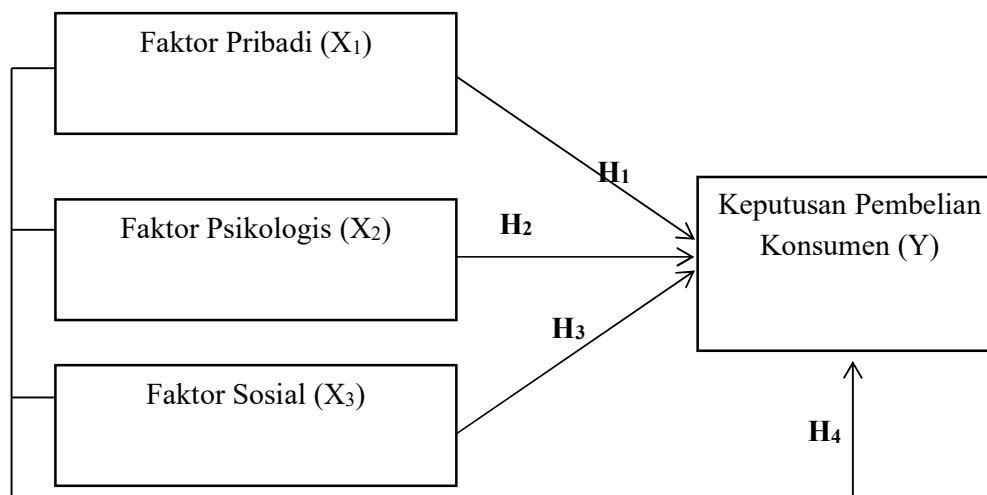 Faktor Pribadi (X₁)
H₁
Faktor Psikologis (X₂)
H₂
Keputusan Pembelian
Konsumen (Y)
H₃
Faktor Sosial (X₃)
H₄